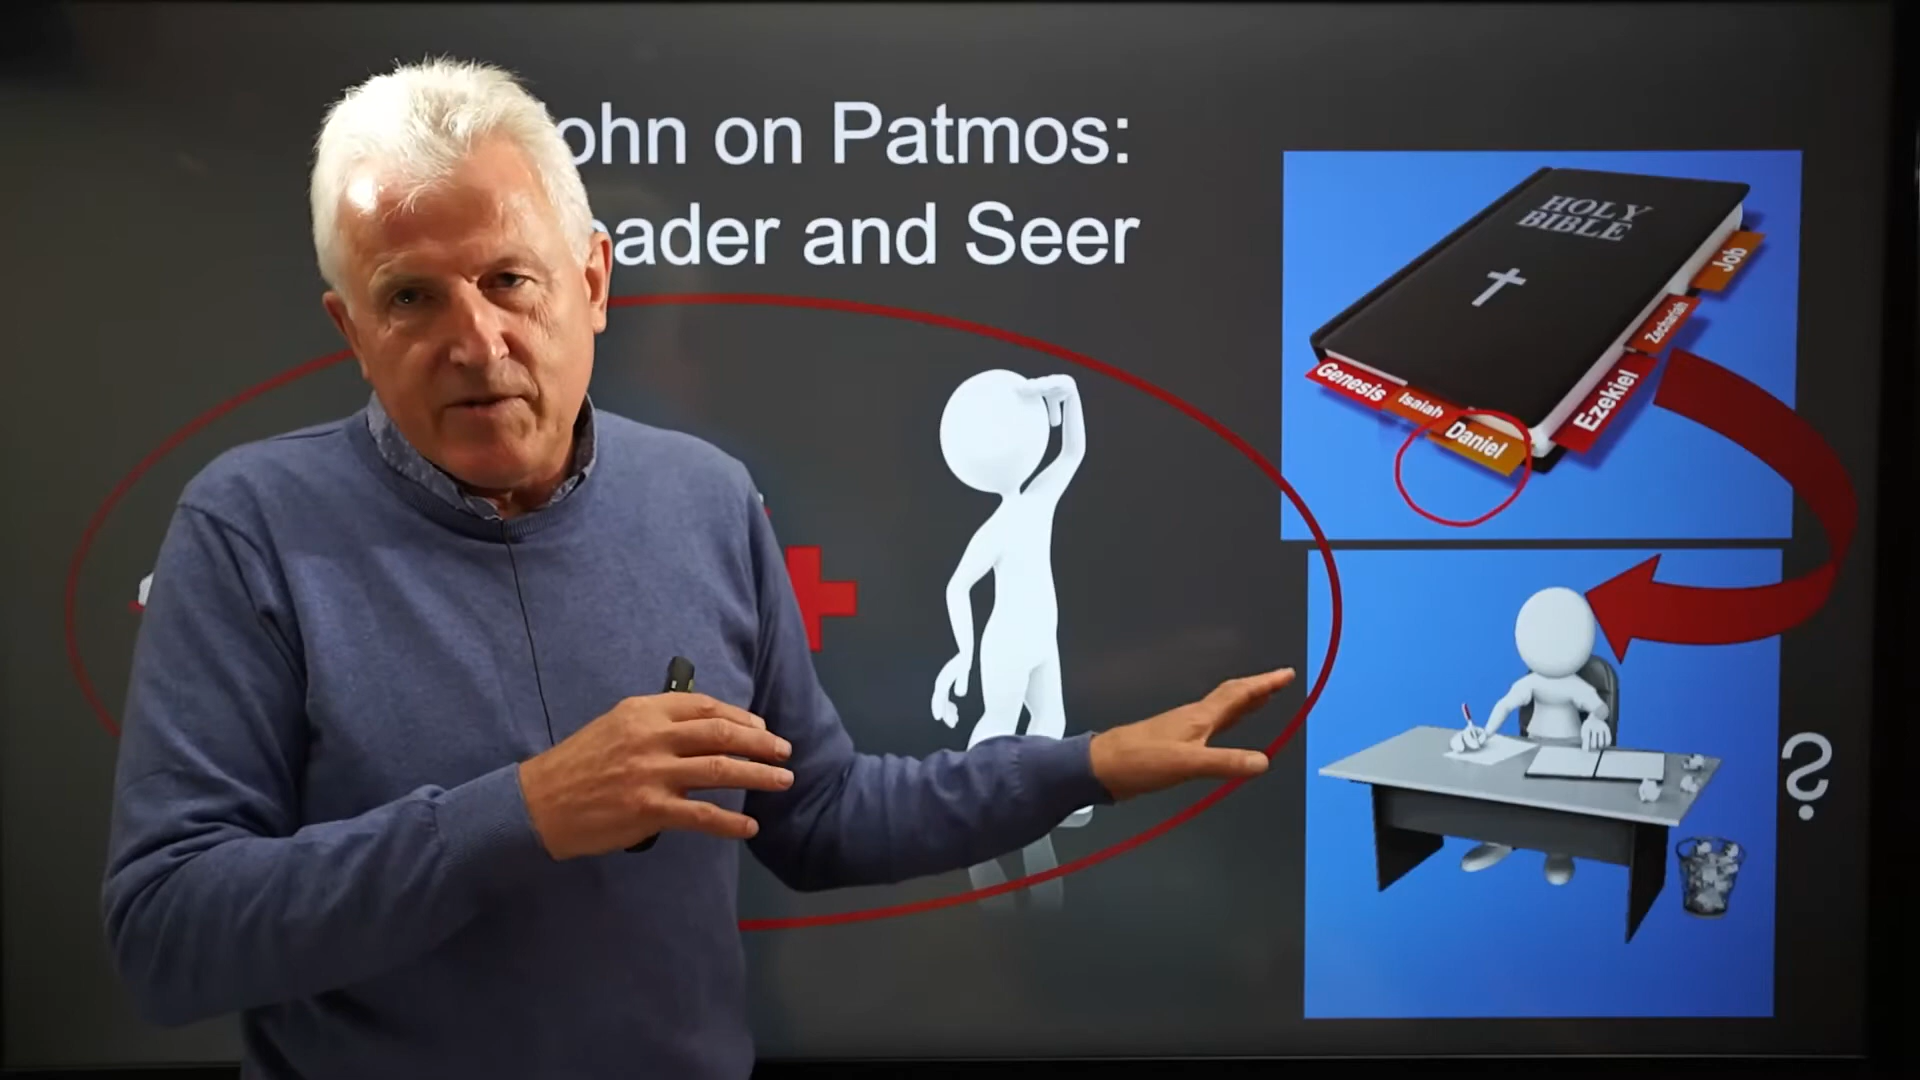 ohn on Patmos:
eader and Seer
HOLY
BIBLE
Job
Zechariah
Ezekiel
Genesis
Isaiah
Daniel
?